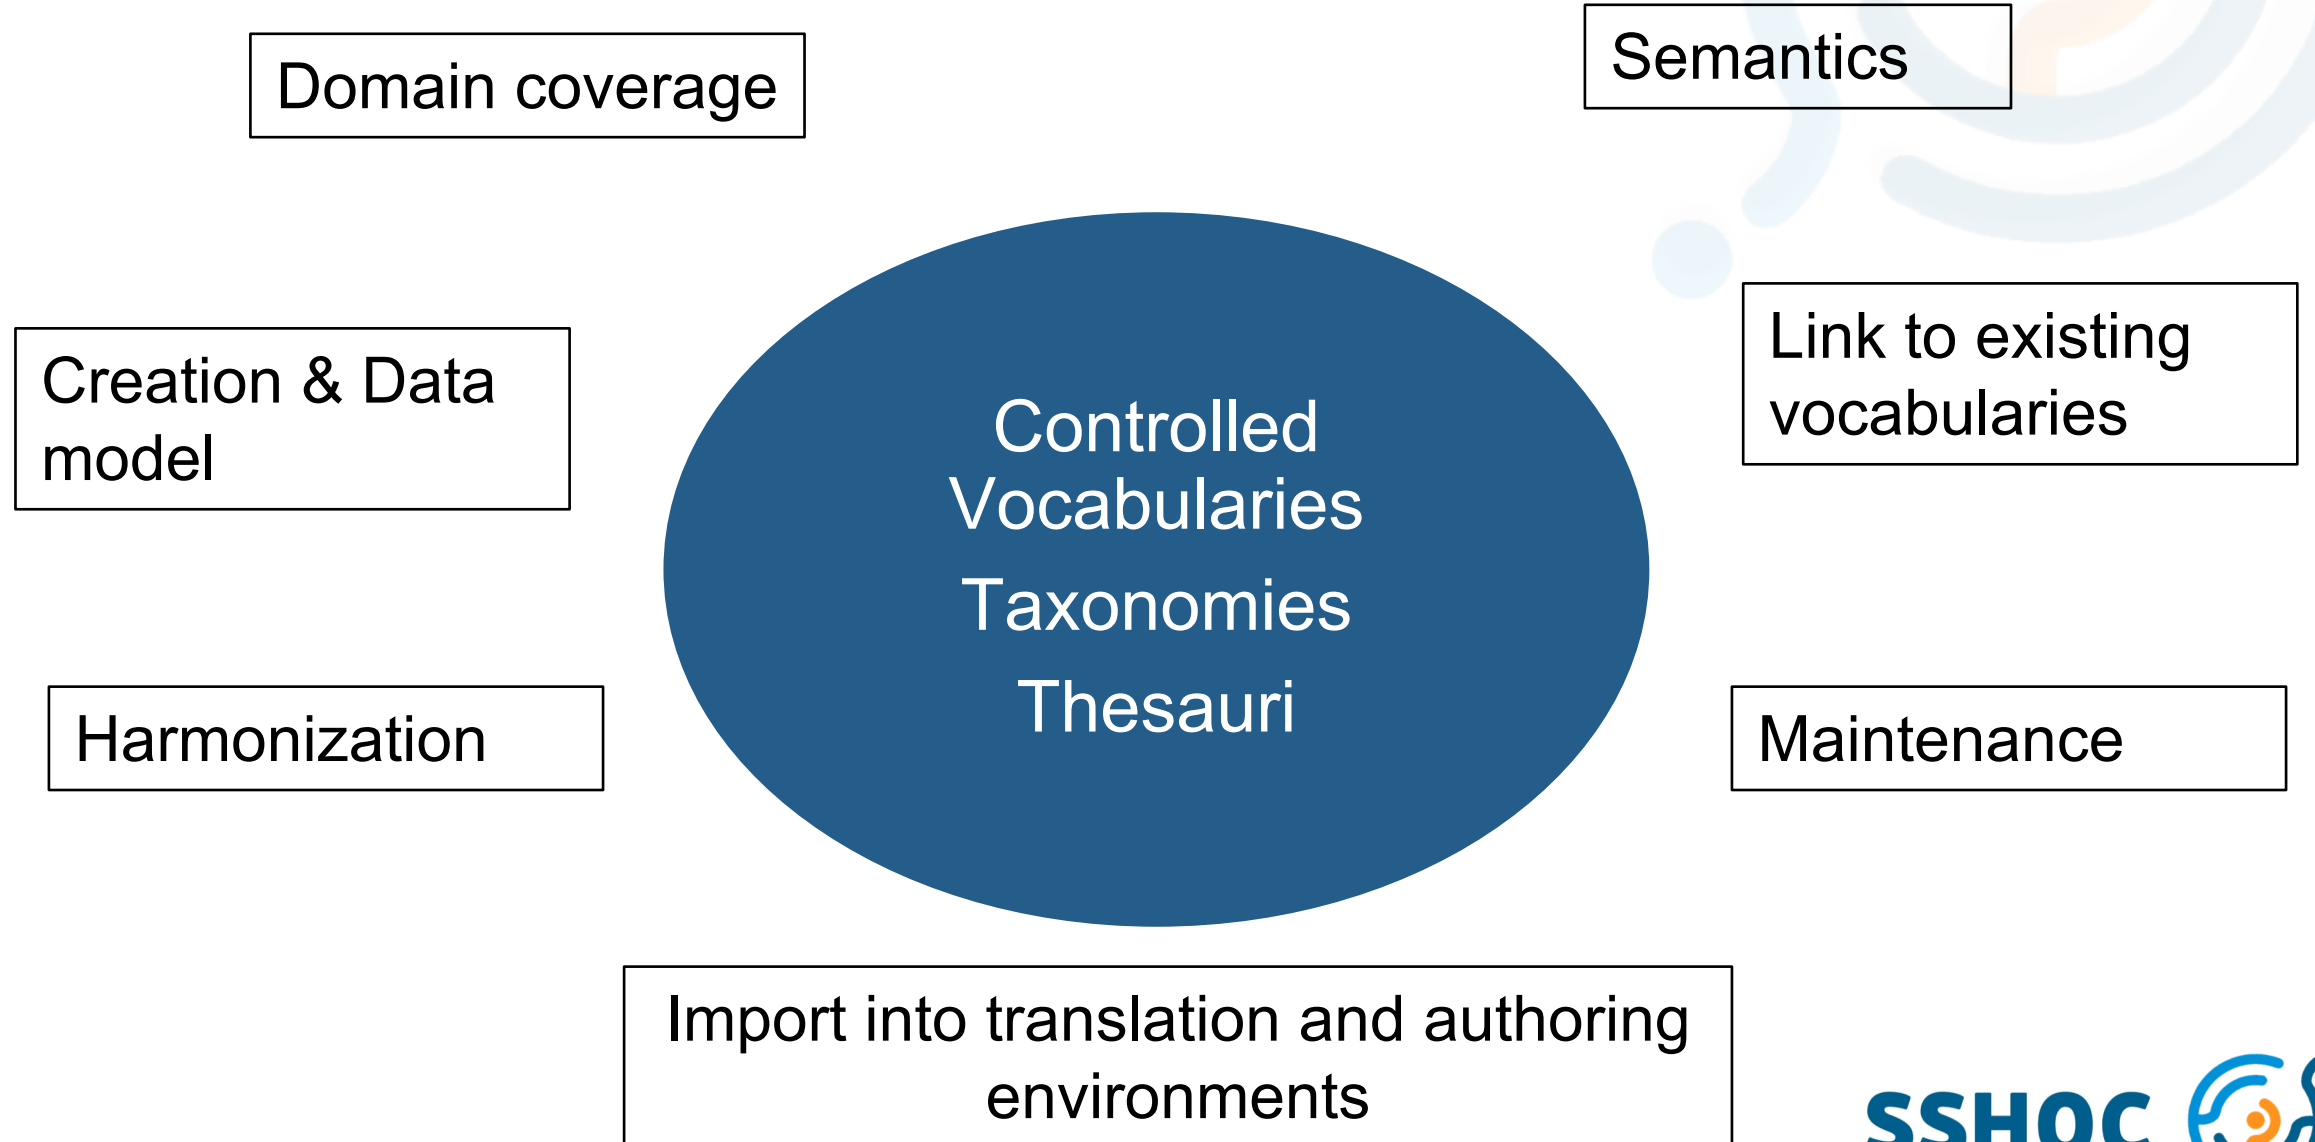 Domain coverage
Semantics
Creation & Data
model
Controlled
Vocabularies
Taxonomies
Thesauri
Link to existing
vocabularies
Harmonization
Maintenance
Import into translation and authoring
environments
SSHOC